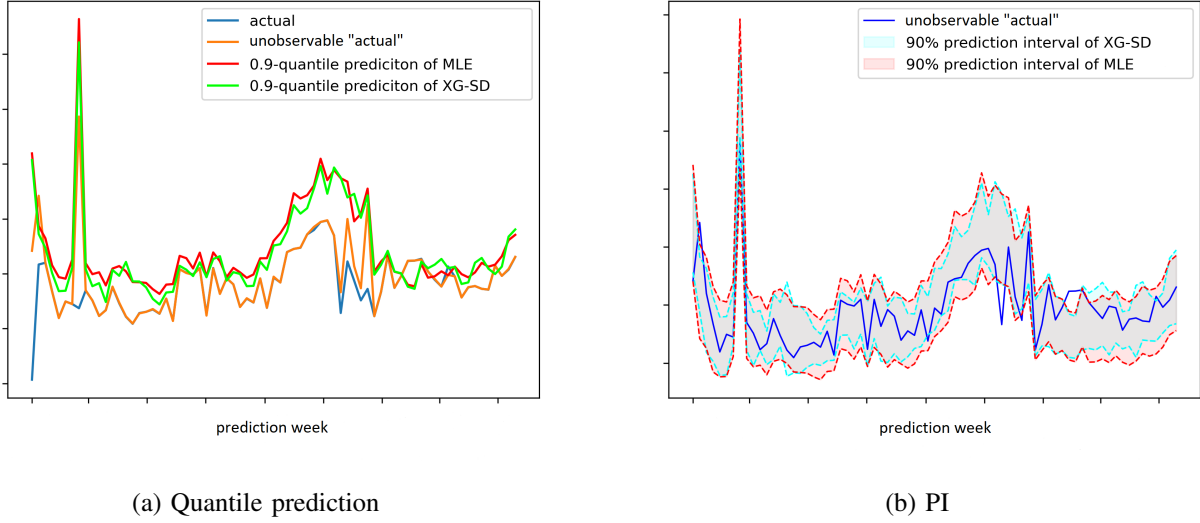 actual
unobservable "actual"
0.9-quantile prediciton of MLE
0.9-quantile prediciton of XG-SD
prediction week
(a) Quantile prediction
unobservable "actual"
90% prediction interval of XG-SD
90% prediction interval of MLE
prediction week
(b) PI